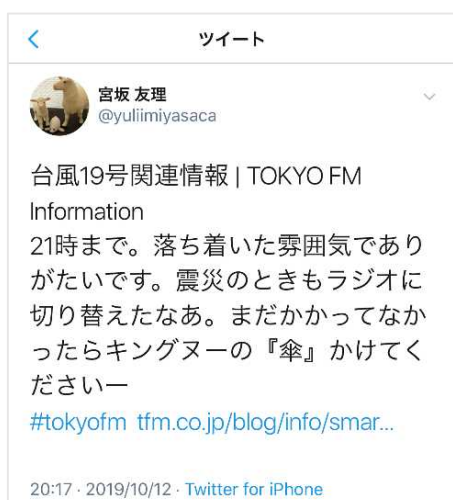 ツイート
宮坂 友理
@yuliimiyasaca
台風19号関連情報 | TOKYO FM
Information
21時まで。落ち着いた雰囲気であり
がたいです。震災のときもラジオに
切り替えたなあ。まだかかってなか
ったらキングヌーの『傘』かけてく
ださいー
#tokyofm tfm.co.jp/blog/info/smar...
20:17 · 2019/10/12 · Twitter for iPhone